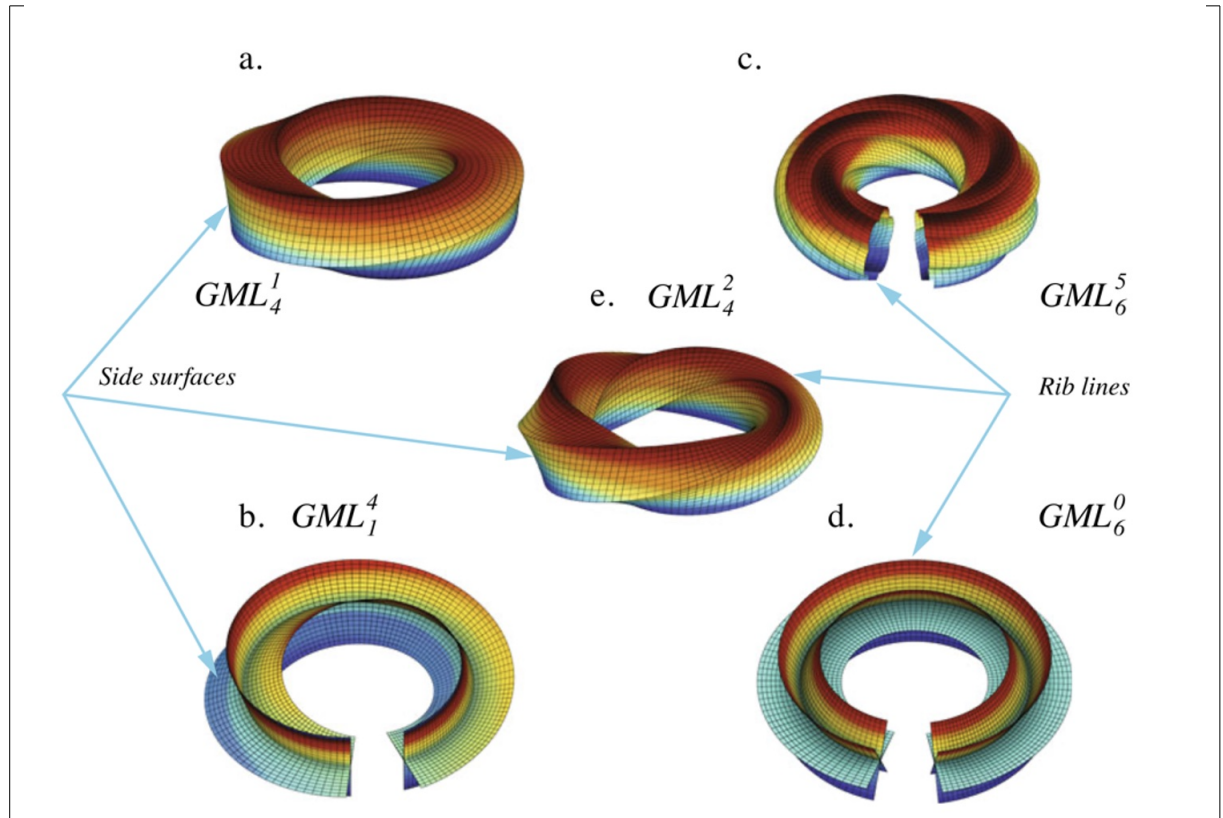 a.
c.
GML_4^1
e. GML_4^2
GML_6^5
Side surfaces
Rib lines
b. GML_1^4
d.
GML_6^0